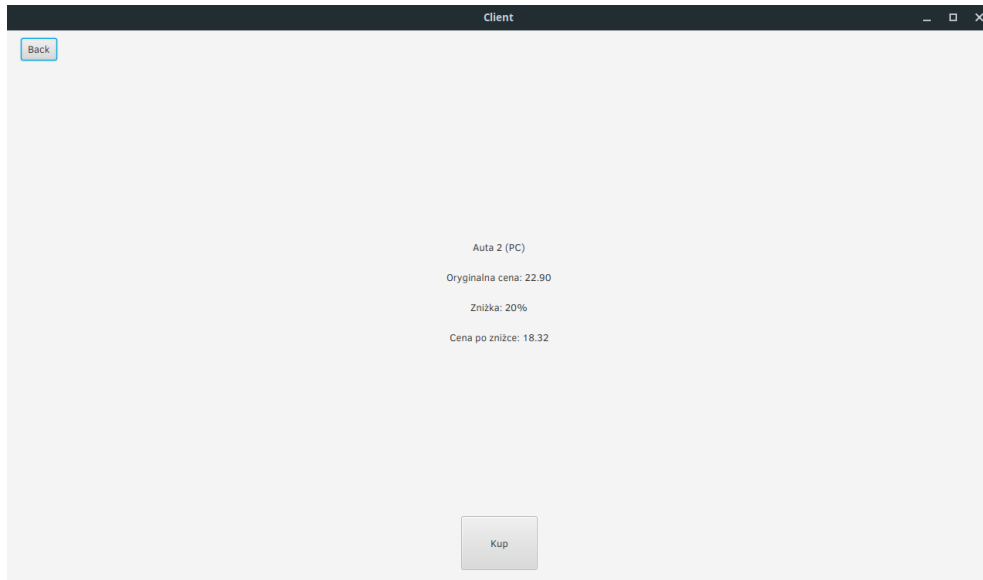 Client
Back
Auta 2 (PC)
Oryginalna cena: 22.90
Zniżka: 20%
Cena po zniżce: 18.32
Kup